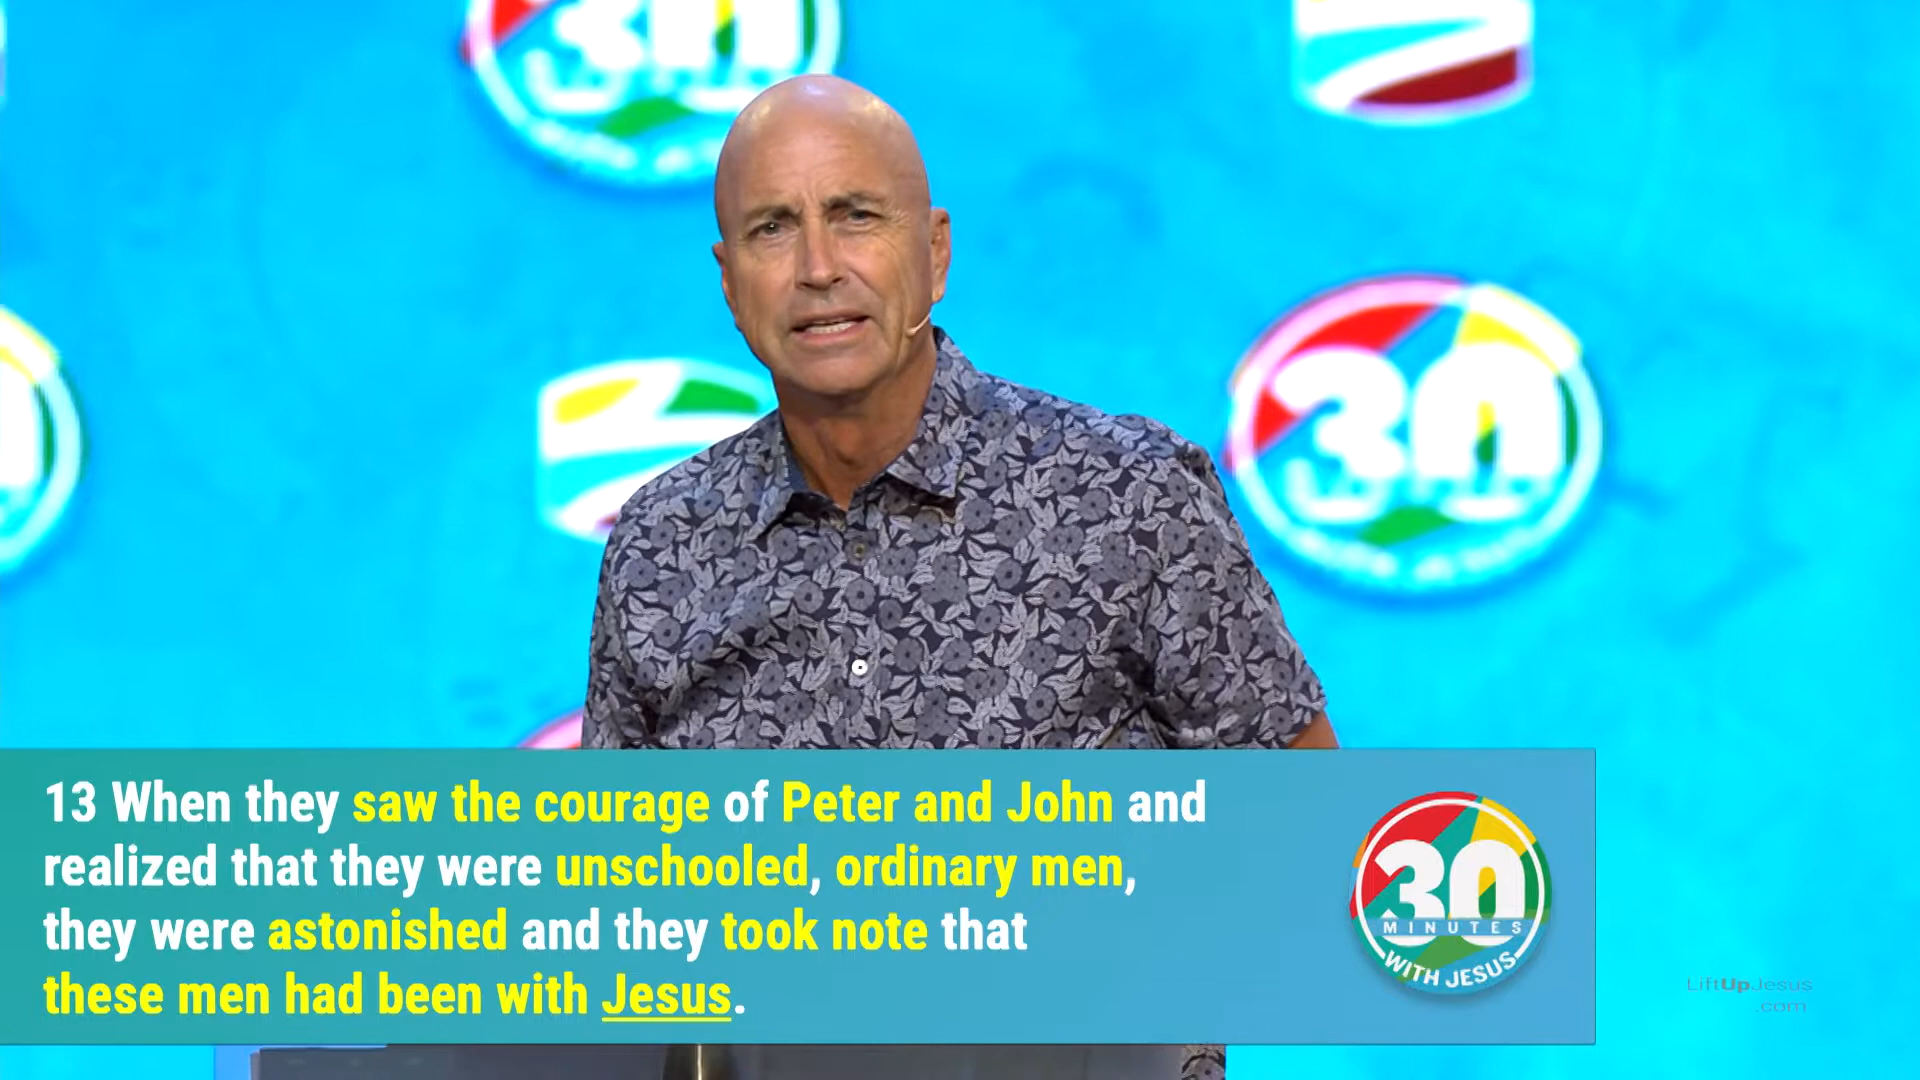 30
30
13 When they saw the courage of Peter and John and
realized that they were unschooled, ordinary men,
they were astonished and they took note that
these men had been with Jesus.
30
MINUTES
WITH JESUS
LiftUpJesus
.com